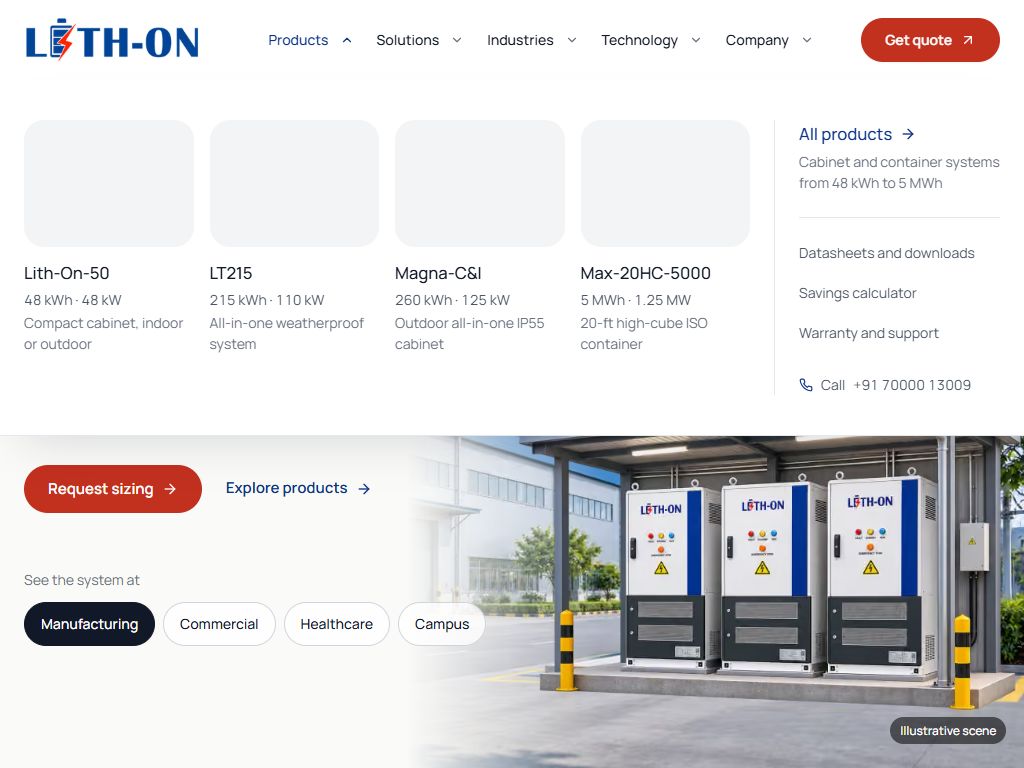 LITH-ON
Products
Solutions
Industries
Technology
Company
Get quote
Lith-On-50
48 kWh · 48 kW
Compact cabinet, indoor
or outdoor
LT215
215 kWh · 110 kW
All-in-one weatherproof
system
Magna-C&I
260 kWh · 125 kW
Outdoor all-in-one IP55
cabinet
Max-20HC-5000
5 MWh · 1.25 MW
20-ft high-cube ISO
container
All products
Cabinet and container systems
from 48 kWh to 5 MWh
Datasheets and downloads
Savings calculator
Warranty and support
Call +91 70000 13009
Request sizing
Explore products
See the system at
Manufacturing
Commercial
Healthcare
Campus
LITH-ON
LITH-ON
LITH-ON
Illustrative scene